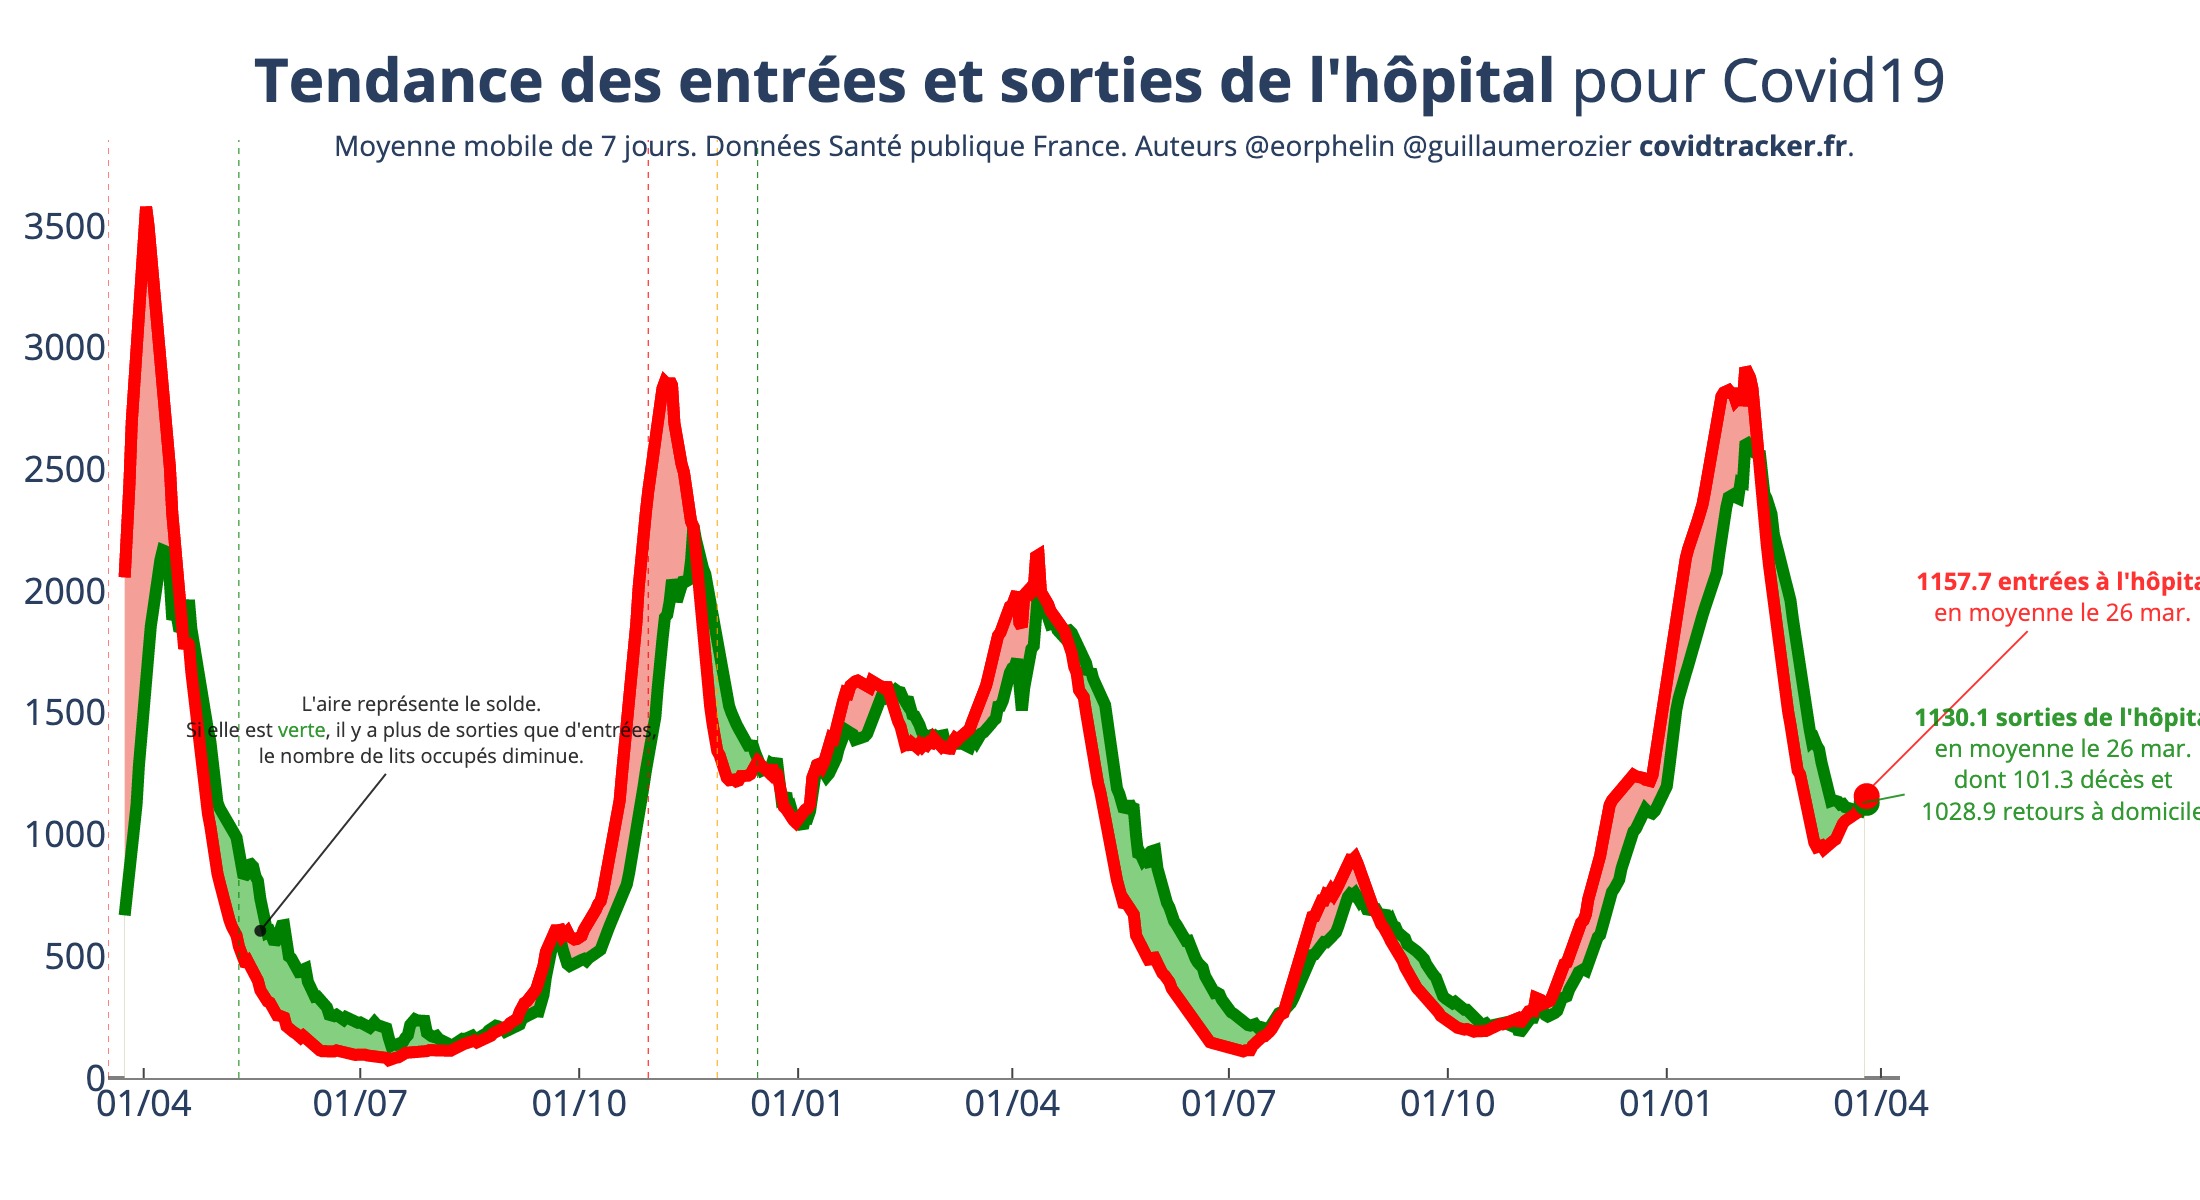 Tendance des entrées et sorties de l'hôpital pour Covid19
Moyenne mobile de 7 jours. Données Santé publique France. Auteurs @eorphelin @guillaumerozier covidtracker.fr.
3500
3000
2500
2000
1500
1000
500
0
L'aire représente le solde.
Si elle est verte, il y a plus de sorties que d'entrées,
le nombre de lits occupés diminue.
1157.7 entrées à l'hôpita
en moyenne le 26 mar.
1130.1 sorties de l'hôpita
en moyenne le 26 mar.
dont 101.3 décès et
1028.9 retours à domicile
01/04 01/07 01/10 01/01 01/04 01/07 01/10 01/01 01/04